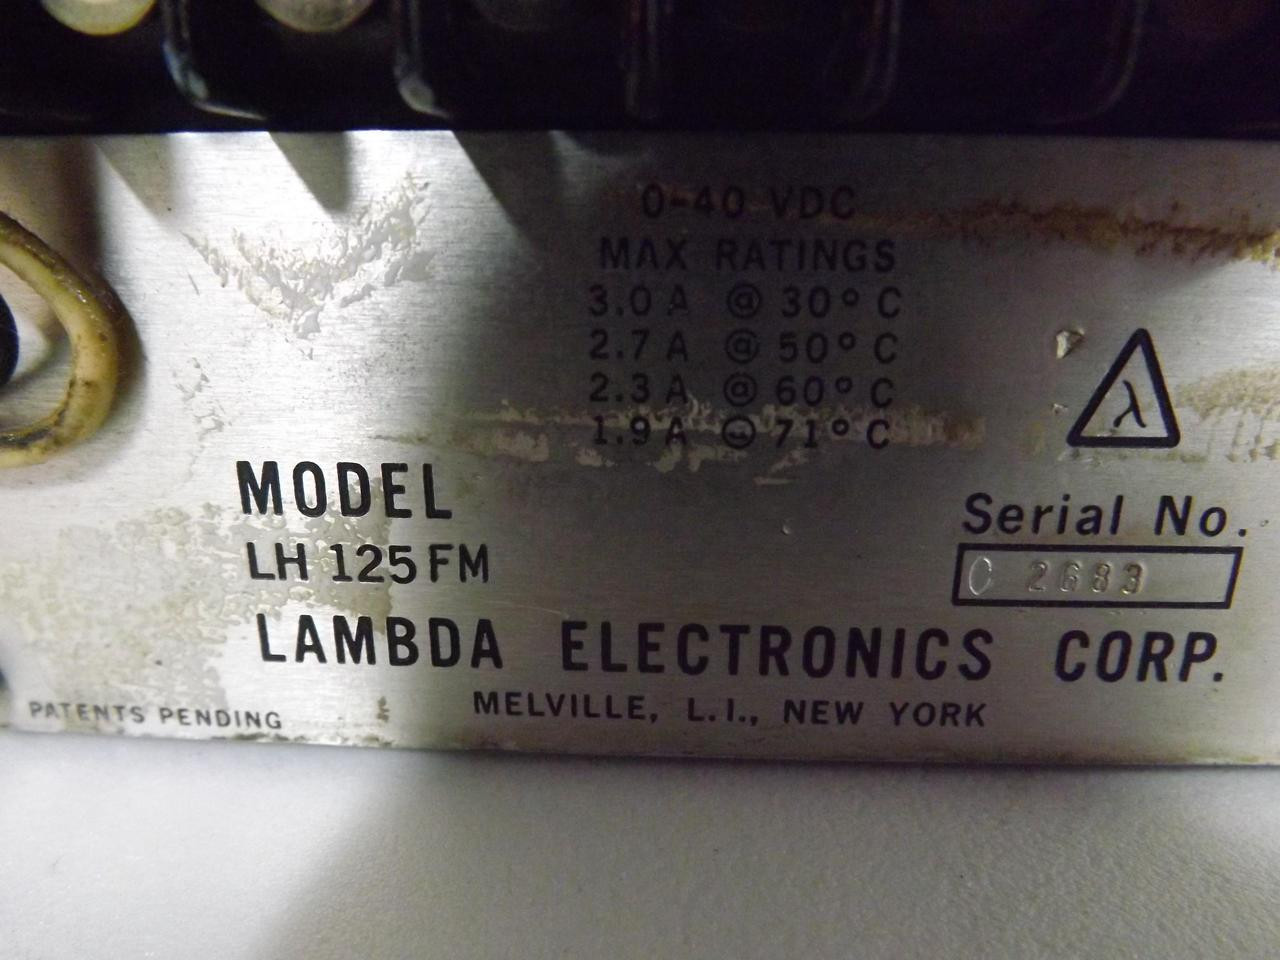 0-40 VDC
MAX RATINGS
3.0 A @ 30° C
2.7 A @ 50° C
2.3 A @ 60° C
1.9 A @ 71° C
λ
MODEL
LH 125 FM
Serial No.
C 2683
LAMBDA ELECTRONICS CORP.
PATENTS PENDING
MELVILLE, L.I., NEW YORK